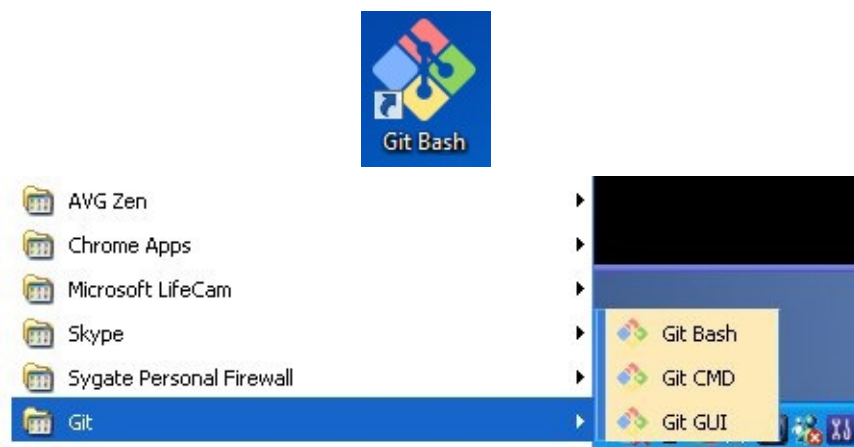 Git Bash
AVG Zen
Chrome Apps
Microsoft LifeCam
Skype
Git Bash
Sygate Personal Firewall
Git CMD
Git
Git GUI